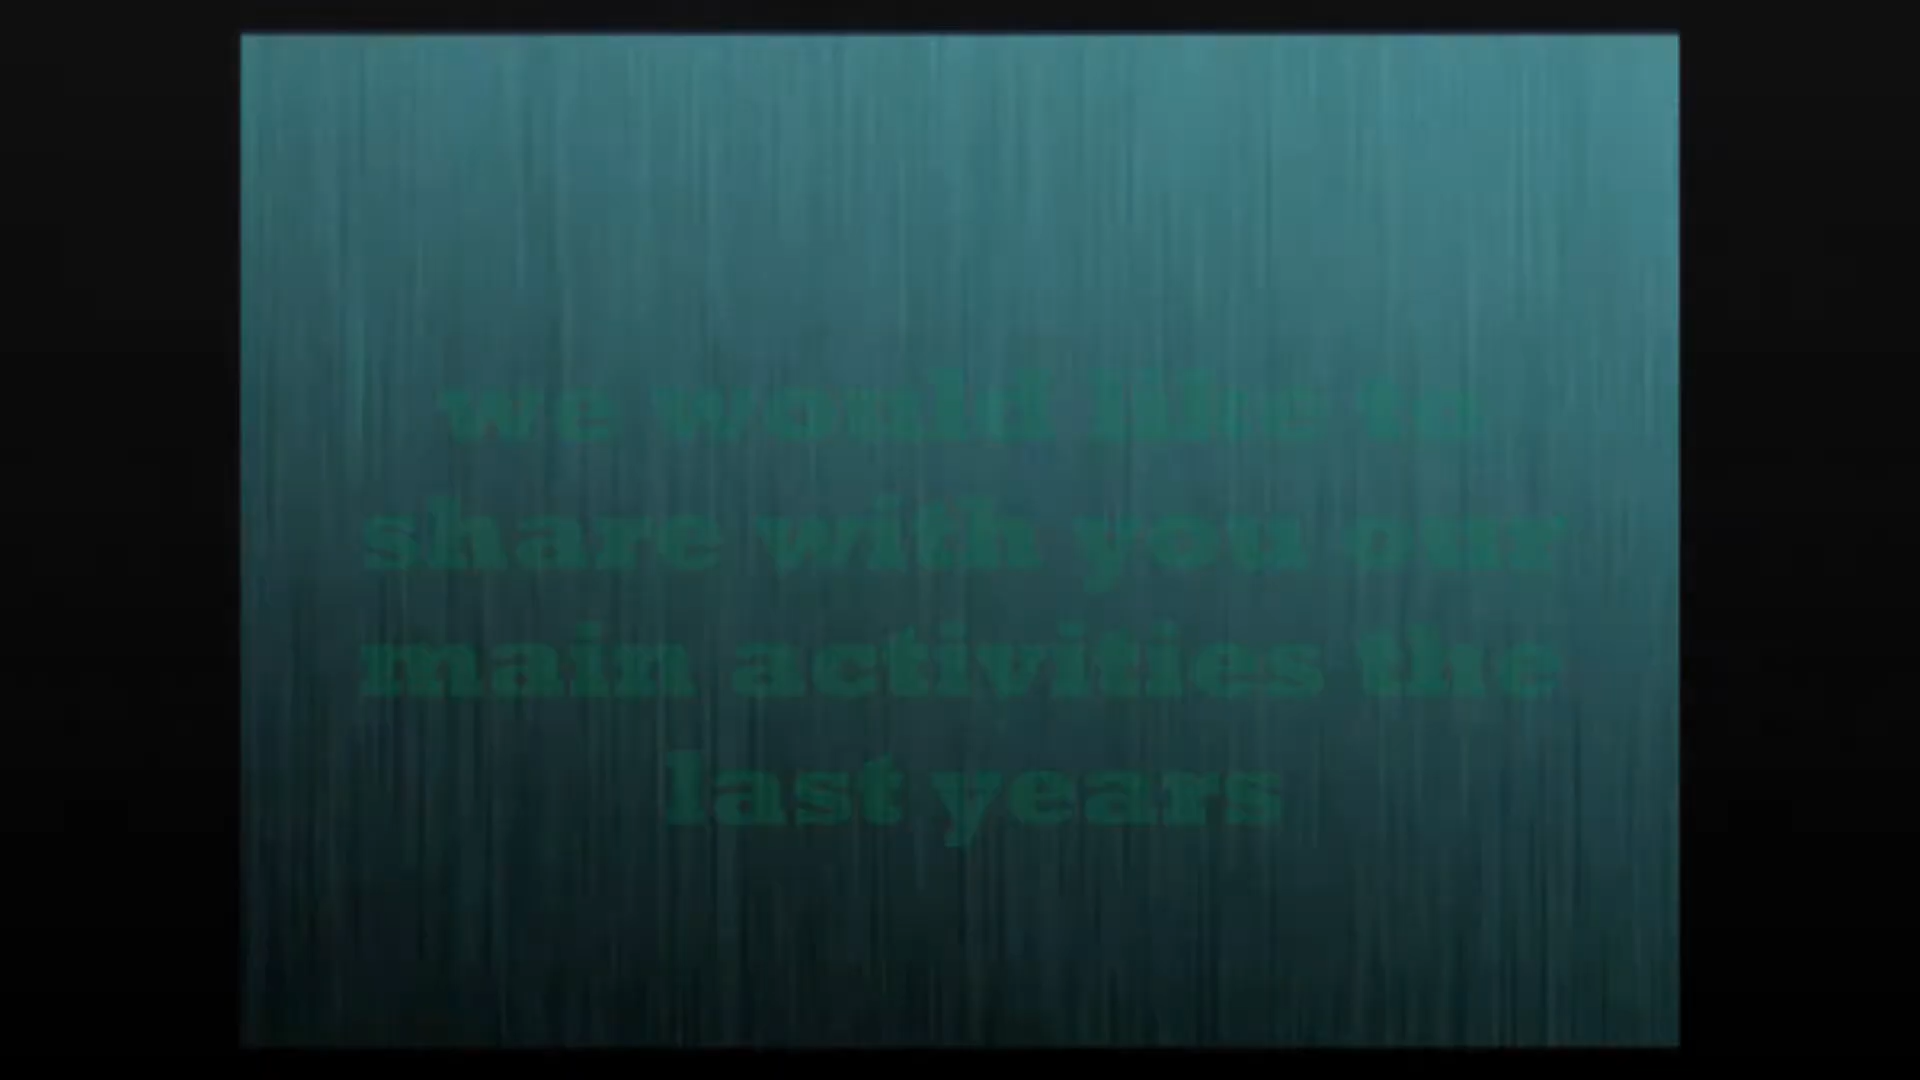 we would like to
share with you our
main activities the
last years